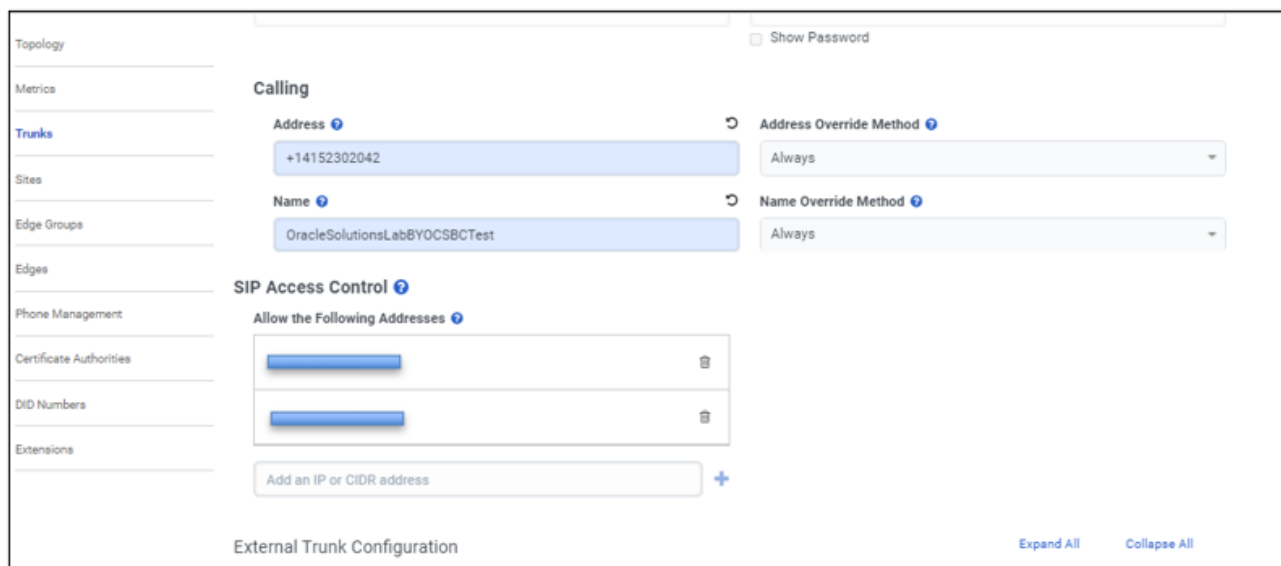 Topology
Metrics
Trunks
Sites
Edge Groups
Edges
Phone Management
Certificate Authorities
DID Numbers
Extensions
Show Password
Calling
Address
Address Override Method
+14152302042
Always
Name
Name Override Method
OracleSolutionsLabBYOCSBCTest
Always
SIP Access Control
Allow the Following Addresses
Add an IP or CIDR address
External Trunk Configuration
Expand All
Collapse All